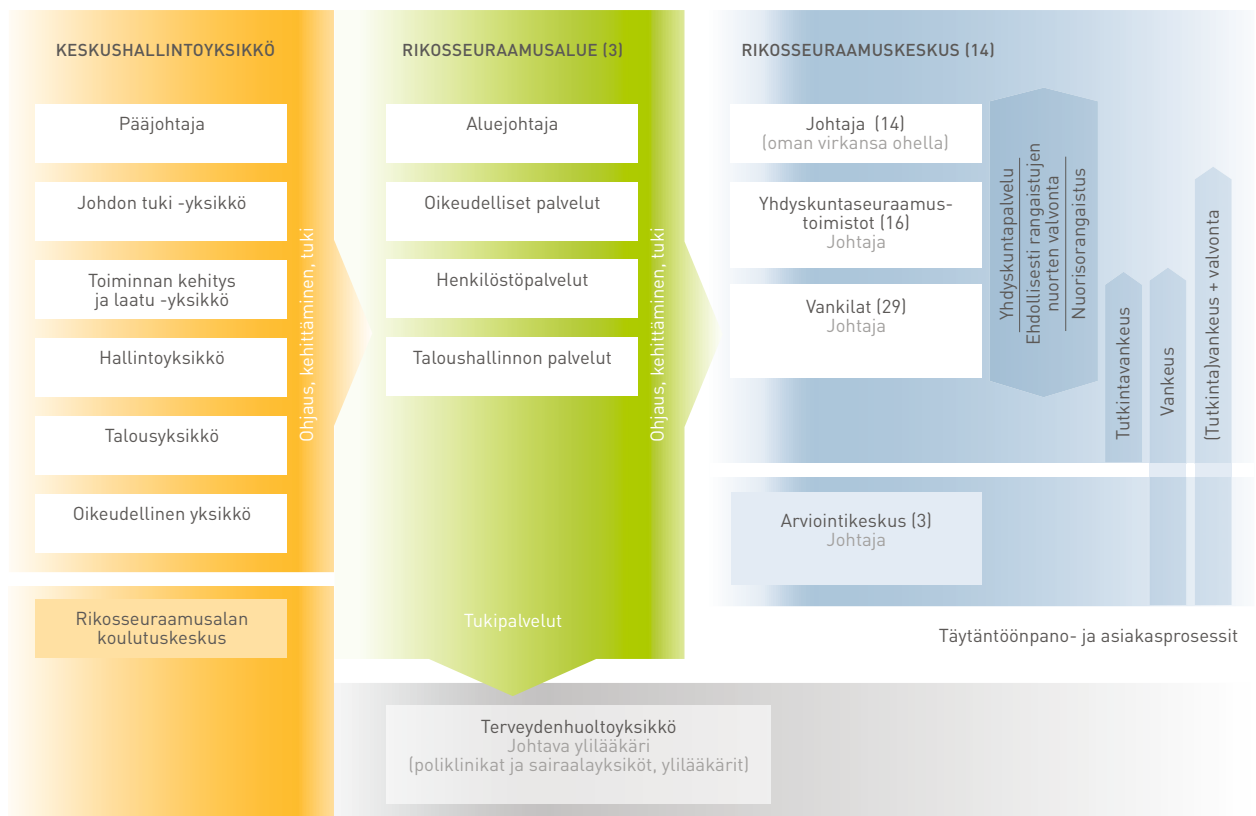 KESKUSHALLINTOYKSIKKÖ
Pääjohtaja
Johdon tuki -yksikkö
Toiminnan kehitys
ja laatu -yksikkö
Hallintoyksikkö
Talousyksikkö
Oikeudellinen yksikkö
Ohjaus, kehittäminen, tuki
Rikosseuraamusalan
koulutuskeskus
RIKOSSEURAAMUSALUE (3)
Aluejohtaja
Oikeudelliset palvelut
Henkilöstöpalvelut
Taloushallinnon palvelut
Ohjaus, kehittäminen, tuki
Tukipalvelut
RIKOSSEURAAMUSKESKUS (14)
Johtaja (14)
(oman virkansa ohella)
Yhdyskuntaseuraamus-
toimistot (16)
Johtaja
Vankilat (29)
Johtaja
Yhdyskuntapalvelu
Ehdollisesti rangaistujen
nuorten valvonta
Nuorisorangaistus
Tutkintavankeus
Vankeus
(Tutkinta)vankeus + valvonta
Arviointikeskus (3)
Johtaja
Täytäntöönpano- ja asiakasprosessit
Terveydenhuoltoyksikkö
Johtava ylilääkäri
(poliklinikat ja sairaalayksiköt, ylilääkärit)